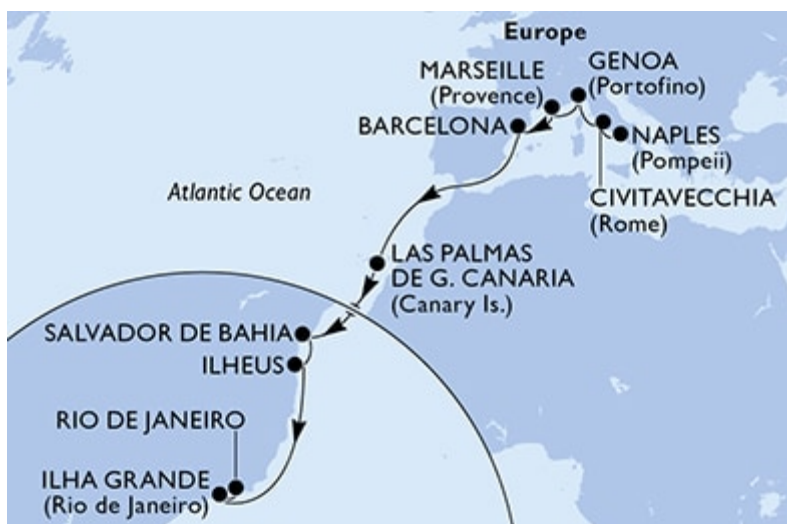 Europe
GENOA
(Portofino)
MARSEILLE
(Provence)
BARCELONA
NAPLES
(Pompeii)
CIVITAVECCHIA
(Rome)
Atlantic Ocean
LAS PALMAS
DE G. CANARIA
(Canary Is.)
SALVADOR DE BAHIA
ILHEUS
RIO DE JANEIRO
ILHA GRANDE
(Rio de Janeiro)